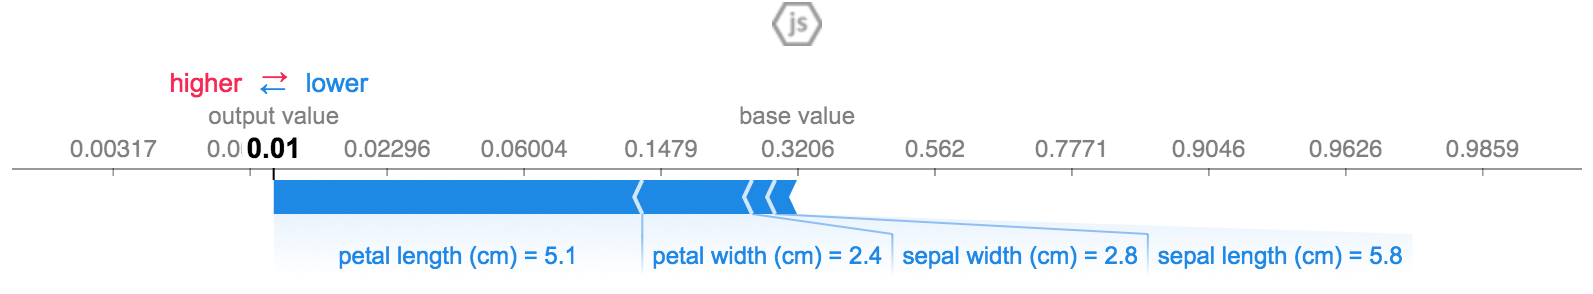 js
higher lower
output value base value
0.00317 0.0 0.01 0.02296 0.06004 0.1479 0.3206 0.562 0.7771 0.9046 0.9626 0.9859
petal length (cm) = 5.1 petal width (cm) = 2.4 sepal width (cm) = 2.8 sepal length (cm) = 5.8